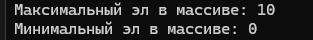 Максимальный эл в массиве: 10
Минимальный эл в массиве: 0